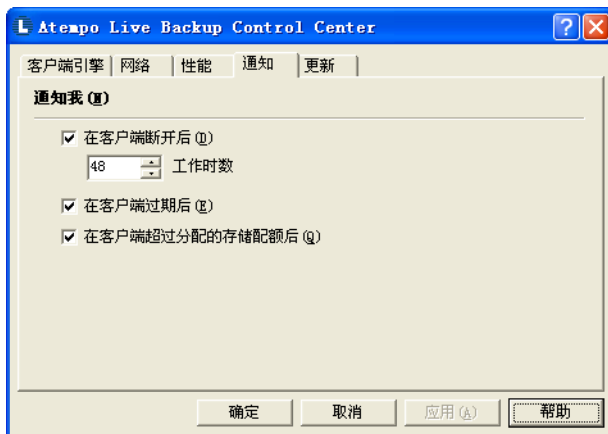 Atempo Live Backup Control Center
客户端引擎 网络 性能 通知 更新
通知我(N)
在客户端断开后(D)
48 工作时数
在客户端过期后(E)
在客户端超过分配的存储配额后(Q)
确定 取消 应用(A) 帮助